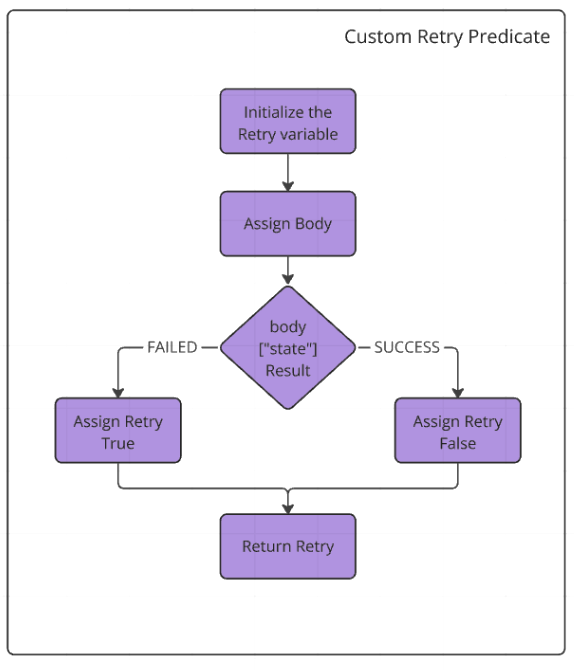 Custom Retry Predicate
Initialize the
Retry variable
Assign Body
body
["state"]
Result
FAILED
SUCCESS
Assign Retry
True
Assign Retry
False
Return Retry